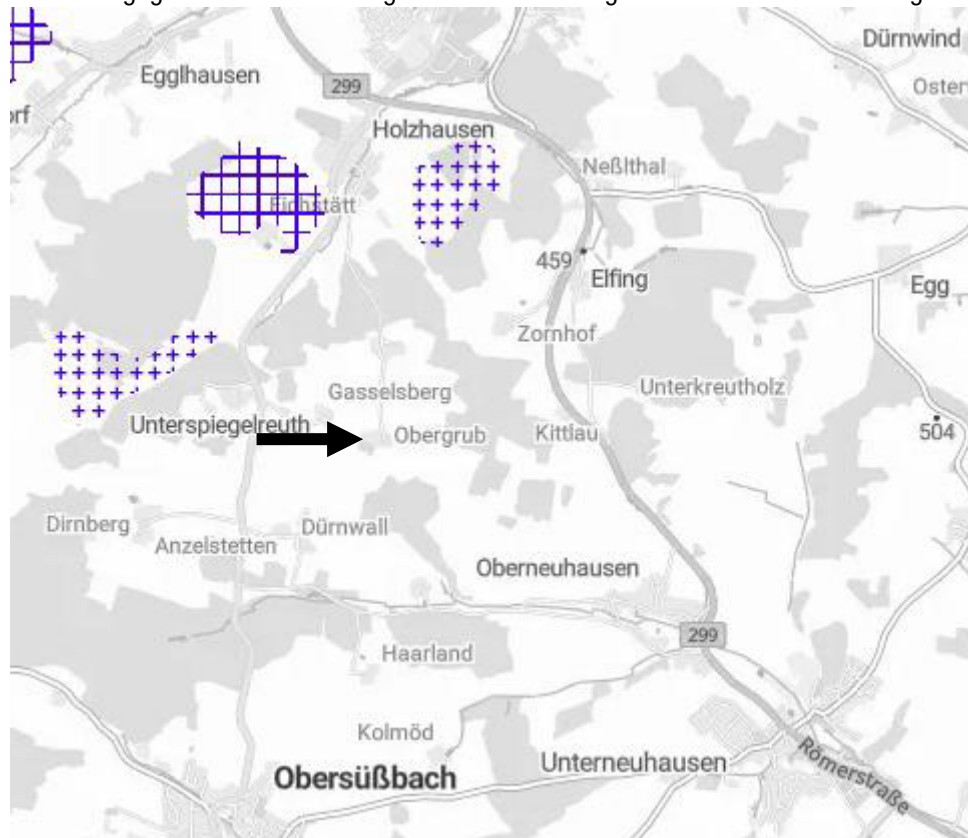 Dürnwind
Egglhausen
299
Holzhausen
Neßlthal
Eichstätt
459
Elfing
Egg
Zornhof
Gasselsberg
Unterkreutholz
Unterspiegelreuth
Obergrub
Kittlau
504
Dirnberg
Anzelstetten
Dürnwall
Oberneuhausen
299
Haarland
Kolmöd
Obersüßbach
Unterneuhausen
Römerstraße